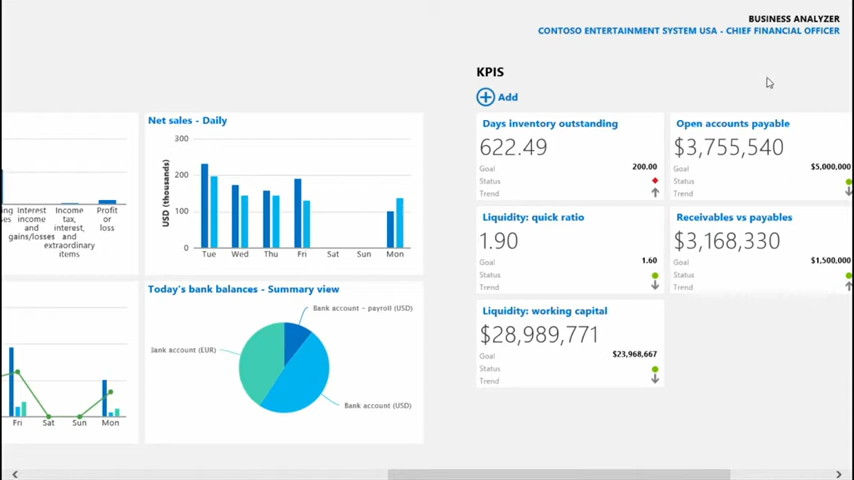 BUSINESS ANALYZER
CONTOSO ENTERTAINMENT SYSTEM USA - CHIEF FINANCIAL OFFICER
KPIS
Add
Net sales - Daily
300
200
100
0
USD (thousands)
Tue Wed Thu Fri Sat Sun Mon
Interest income and gains/losses
Income tax, interest, and extraordinary items
Profit or loss
Fri Sat Sun Mon
Today's bank balances - Summary view
Bank account - payroll (USD)
Bank account (EUR)
Bank account (USD)
Days inventory outstanding
622.49
Goal 200.00
Status
Trend
Open accounts payable
$3,755,540
Goal $5,000,000
Status
Trend
Liquidity: quick ratio
1.90
Goal 1.60
Status
Trend
Receivables vs payables
$3,168,330
Goal $1,500,000
Status
Trend
Liquidity: working capital
$28,989,771
Goal $23,968,667
Status
Trend